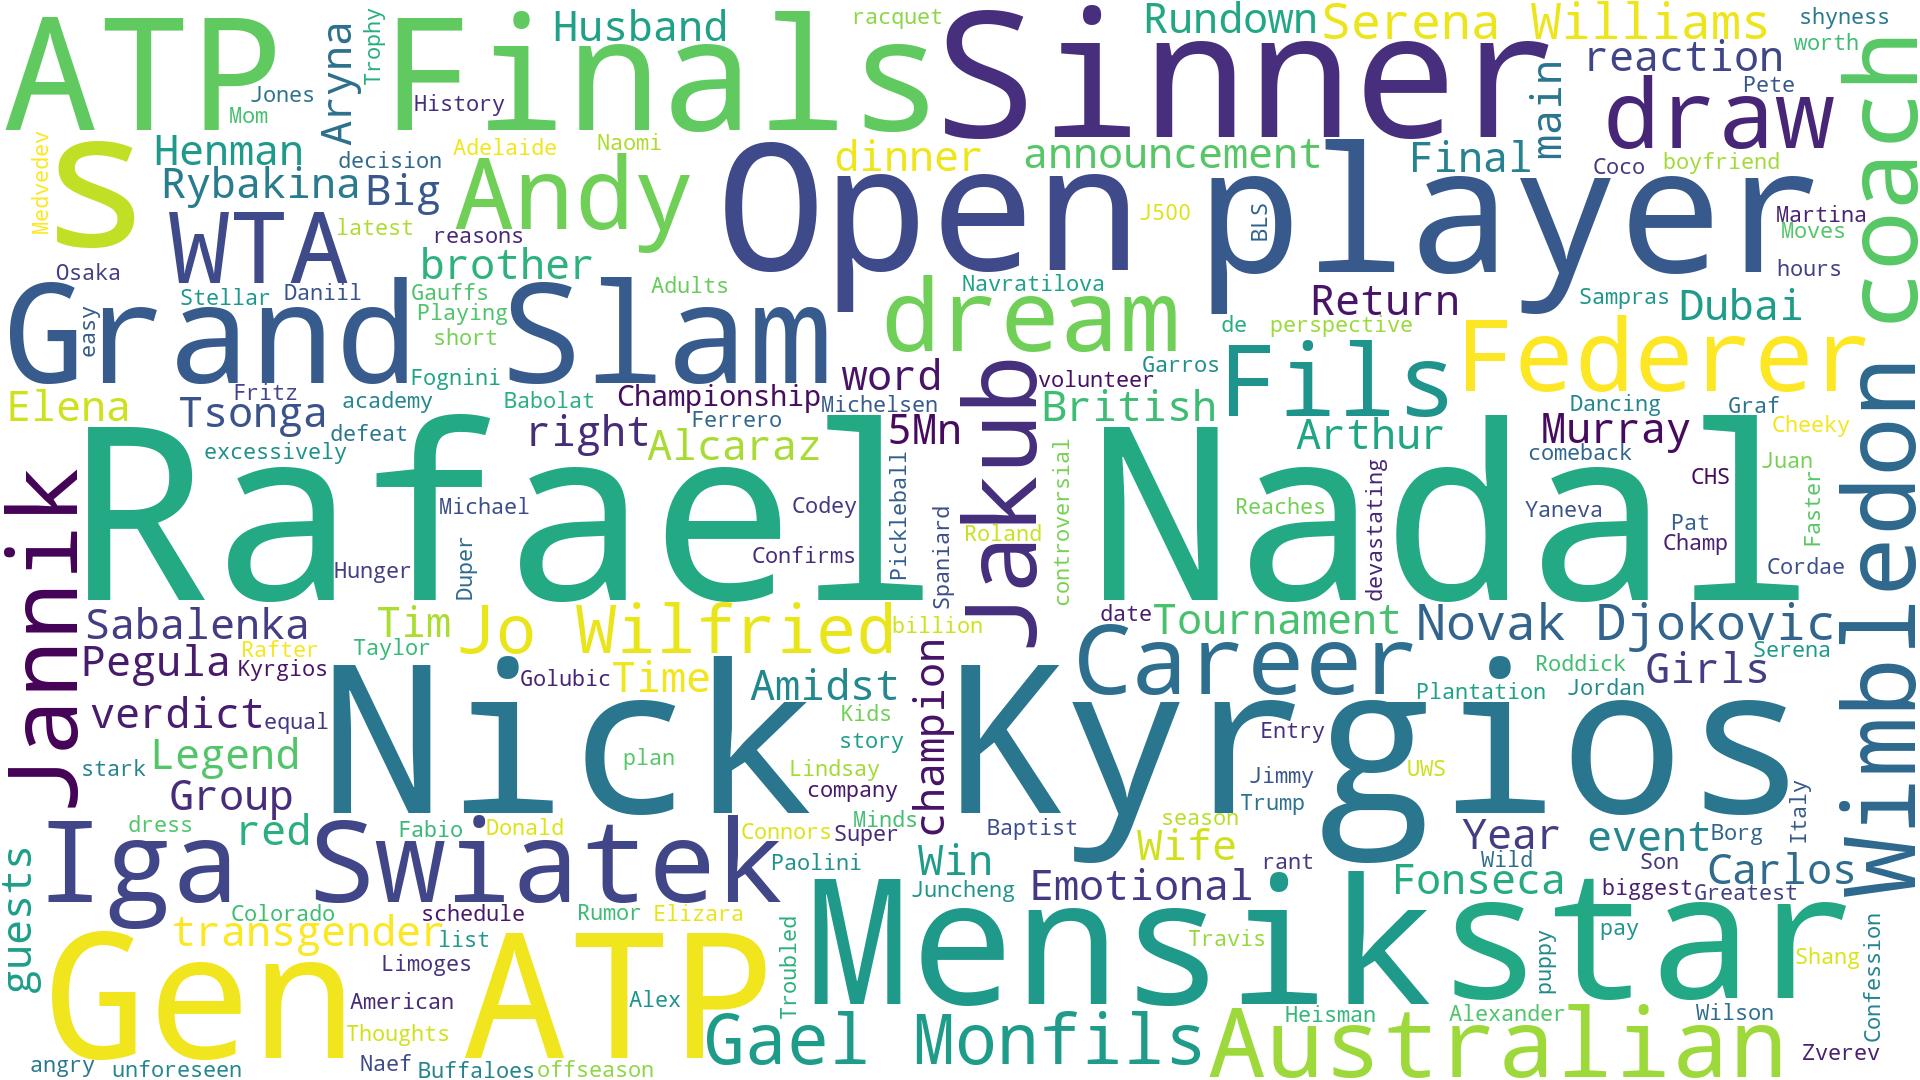 ATP Finals
Husband
racquet
Sinner
Rundown
Serena Williams
shyness
worth
coach
Trophy
Aryna
Jones
Mom
History
main
reaction
Pete
draw
Medvedev
s
Henman
decision
Adelaide
Naomi
dinner
announcement
Final
Coco
boyfriend
Rybakina
Big
Andy
Open
player
J500
BLS
Martina
Moves
WTA
latest
reasons
brother
hours
Osaka
Stellar
Daniil
Gauffs
Adults
Navratilova
Return
Sampras
Dubai
Grand Slam
easy
Playing
short
dream
de
perspective
Fils
Federer
Fognini
Garros
Elena
Fritz
Tsonga
academy
Babolat
Championship
word
Michelsen
Jakub
volunteer
British
Dancing
Graf
Cheeky
defeat
right
Ferrero
Alcaraz
5Mn
Arthur
Murray
comeback
excessively
Jannik
Rafael Nadal
Michael
Codey
Pickleball
Spaniard
Roland
controversial
Reaches
devastating
Yaneva
CHS
Pat
Champ
Juan
Faster
Cordae
Wimbledon
Hunger
Duper
Confirms
Sabalenka
Tim
Jo Wilfried
billion
date
Tournament
Novak Djokovic
Pegula
Rafter
Kyrgios
Taylor
Golubic
Time
Amidst
champion
Career
Roddick
Girls
Serena
Plantation
Jordan
verdict
equal
Nick Kyrgios
Kids
story
Entry
stark
Legend
plan
Lindsay
company
Jimmy
Trump
UWS
Italy
Group
dress
red
Fabio
Donald
Connors
Super
Minds
Baptist
season
Wife
rant
Year
Wild
event
Borg
Son
Carlos
Iga Swiatek
Paolini
Win
Juncheng
Emotional
Fonseca
biggest
Greatest
guests
Colorado
schedule
Rumor
Elizara
transgender
list
Limoges
Troubled
Mensik
Travis
star
puppy
pay
Shang
Confession
Gen ATP
American
Alex
Thoughts
Gael Monfils
Heisman
Alexander
Wilson
Australian
Zverev
angry
unforeseen
Naef
Buffaloes
offseason